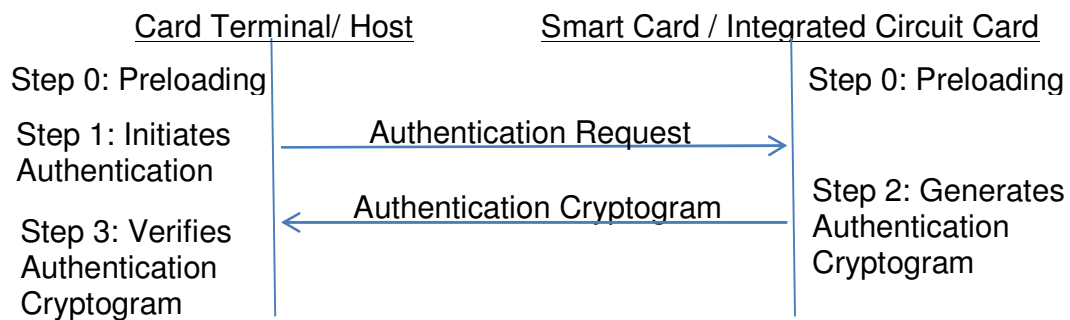 Card Terminal/ Host
Smart Card / Integrated Circuit Card
Step 0: Preloading
Step 0: Preloading
Step 1: Initiates
Authentication
Authentication Request
Authentication Cryptogram
Step 2: Generates
Authentication
Cryptogram
Step 3: Verifies
Authentication
Cryptogram